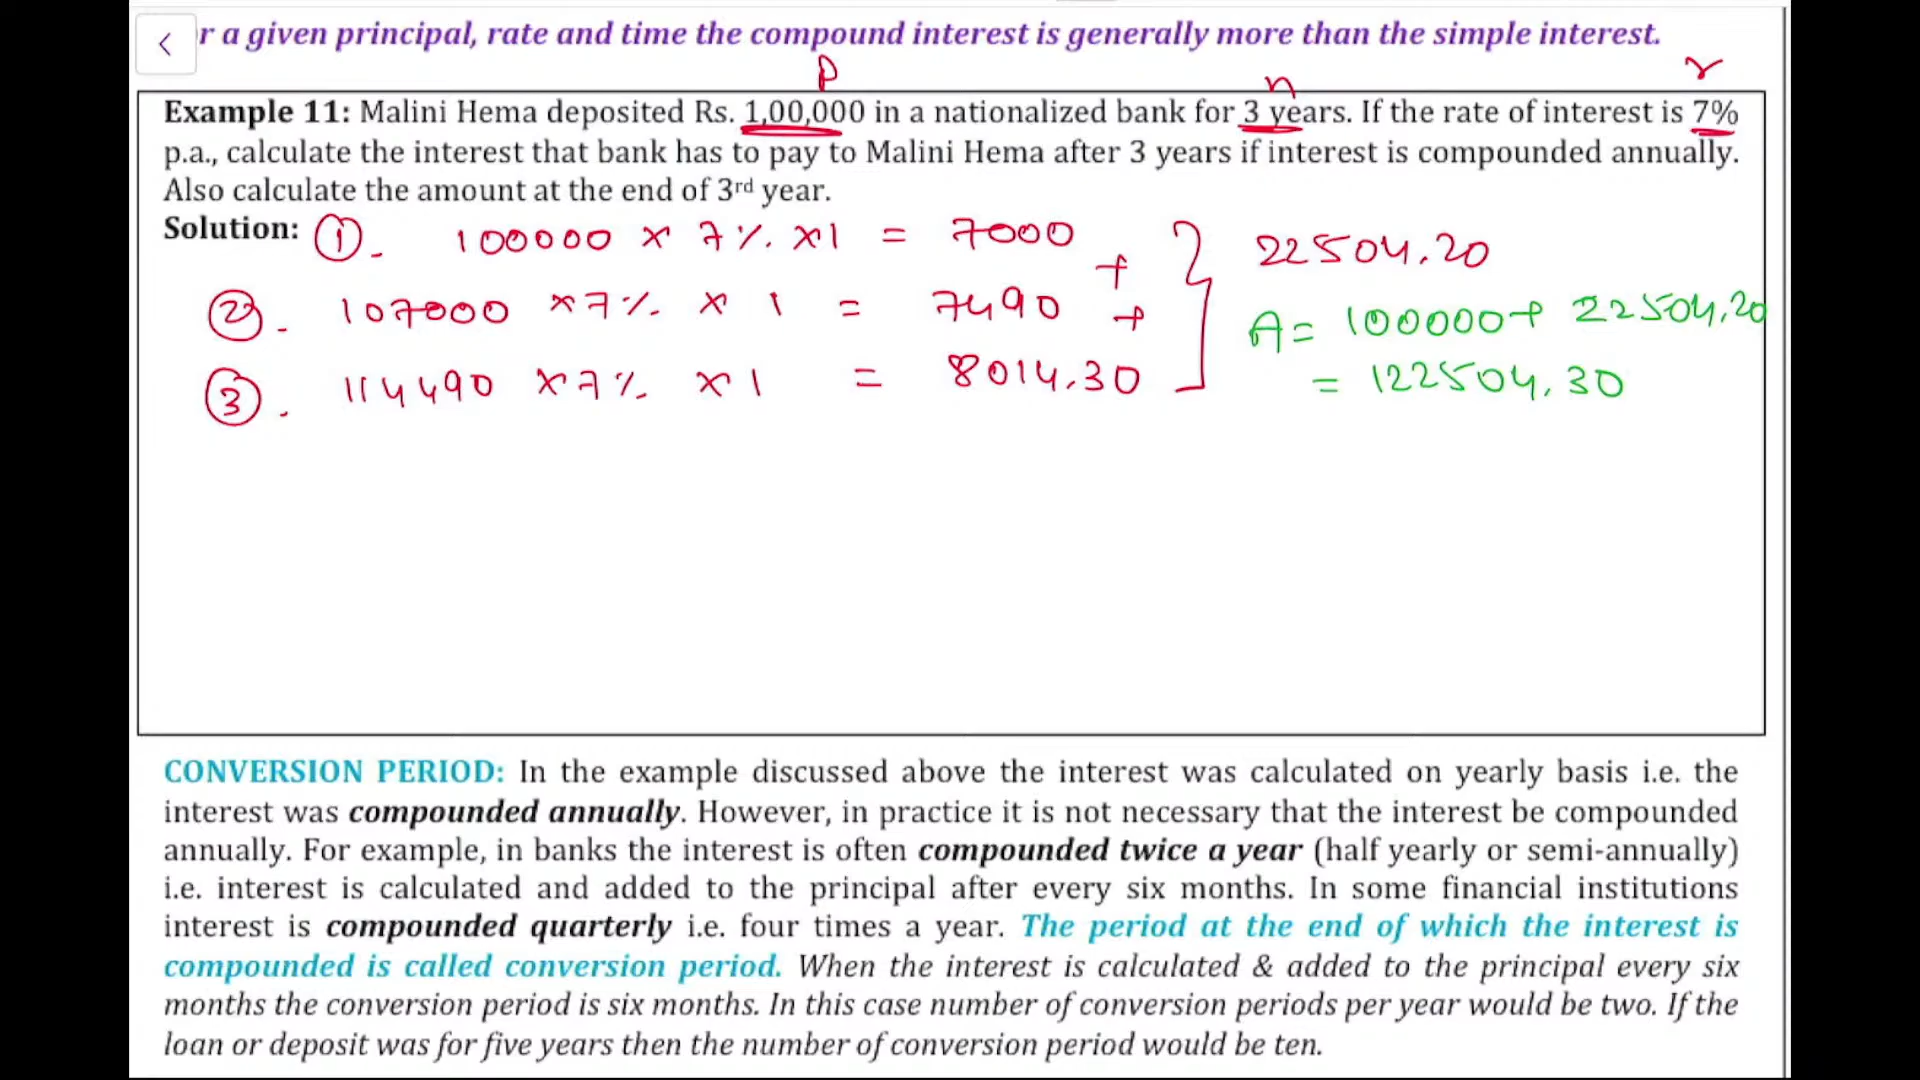 r a given principal, rate and time the compound interest is generally more than the simple interest.
p n r
Example 11: Malini Hema deposited Rs. 1,00,000 in a nationalized bank for 3 years. If the rate of interest is 7%
p.a., calculate the interest that bank has to pay to Malini Hema after 3 years if interest is compounded annually.
Also calculate the amount at the end of 3rd year.
Solution: ①. 100000 × 7% × 1 = 7000 + 22504.20
②. 107000 × 7% × 1 = 7490 + A = 100000+ 22504.20
③. 114490 × 7% × 1 = 8014.30 = 122504.30
CONVERSION PERIOD: In the example discussed above the interest was calculated on yearly basis i.e. the
interest was compounded annually. However, in practice it is not necessary that the interest be compounded
annually. For example, in banks the interest is often compounded twice a year (half yearly or semi-annually)
i.e. interest is calculated and added to the principal after every six months. In some financial institutions
interest is compounded quarterly i.e. four times a year. The period at the end of which the interest is
compounded is called conversion period. When the interest is calculated & added to the principal every six
months the conversion period is six months. In this case number of conversion periods per year would be two. If the
loan or deposit was for five years then the number of conversion period would be ten.